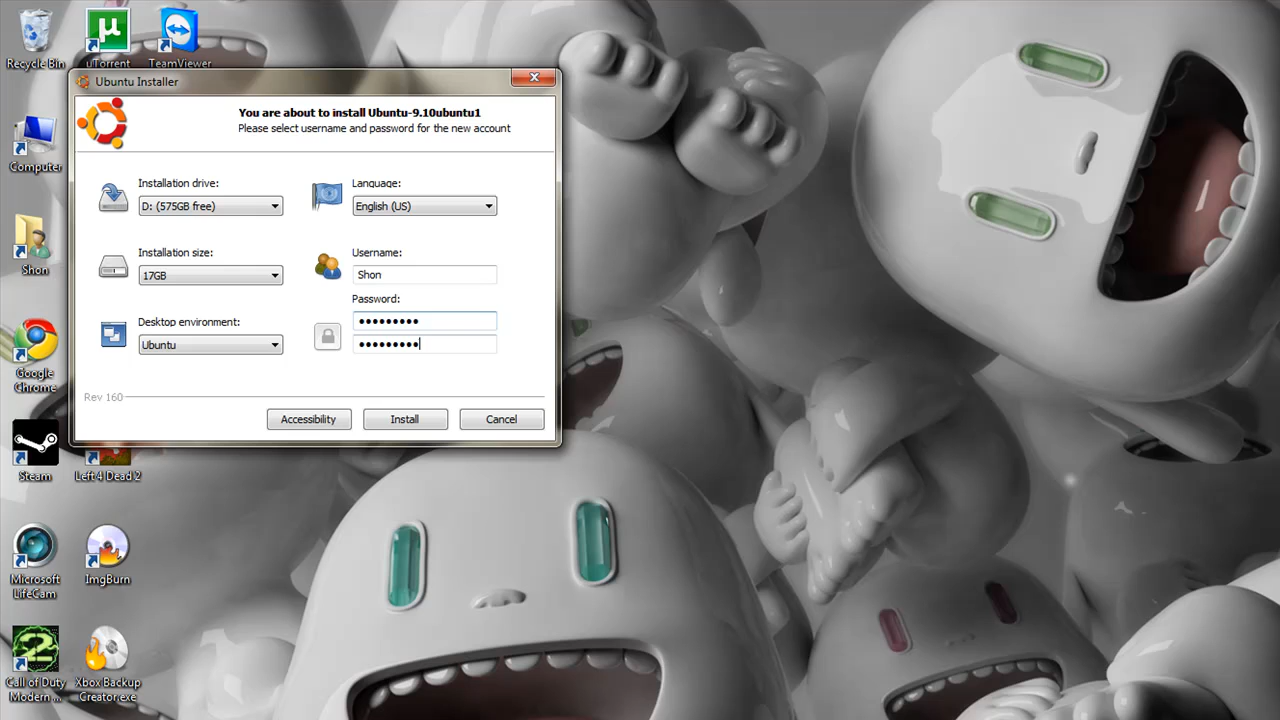 Recycle Bin
uTorrent
TeamViewer
Ubuntu Installer
You are about to install Ubuntu-9.10ubuntu1
Please select username and password for the new account
Computer
Installation drive:
D: (575GB free)
Language:
English (US)
Installation size:
17GB
Username:
Shon
Shon
Password:
•••••••••
•••••••••
Desktop environment:
Ubuntu
Google
Chrome
Rev 160
Accessibility
Install
Cancel
Steam
Left 4 Dead 2
Microsoft
LifeCam
ImgBurn
Call of Duty
Modern ...
Xbox Backup
Creator.exe